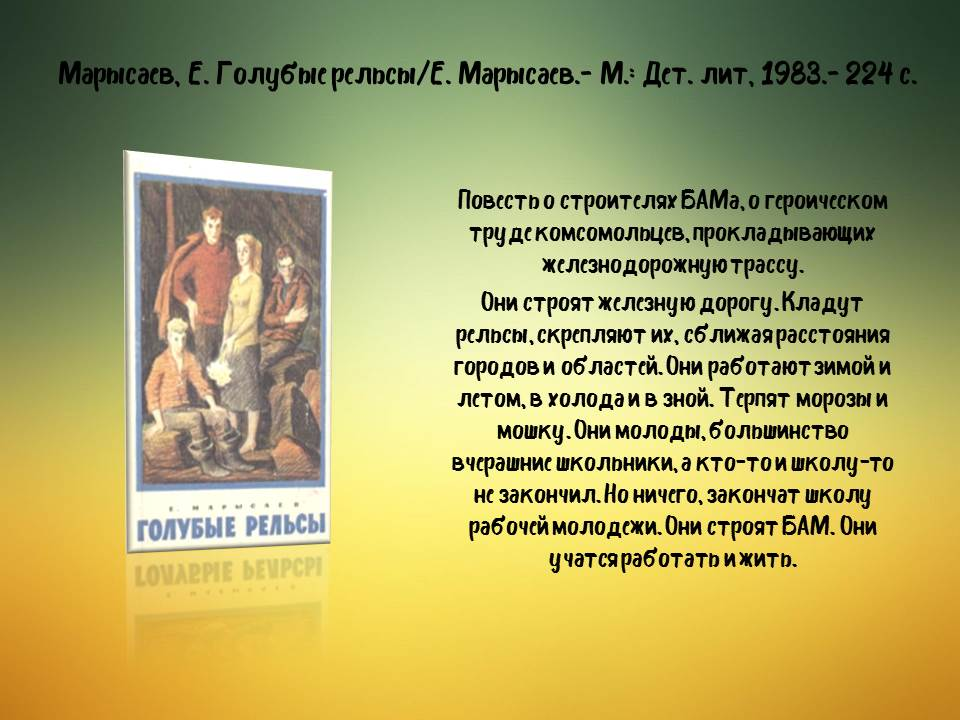 Марысаев, Е. Голубые рельсы/Е. Марысаев.- М.: Дет. лит, 1983.- 224 с.
Повесть о строителях БАМа, о героическом
труде комсомольцев, прокладывающих
железнодорожную трассу.
Они строят железную дорогу. Кладут
рельсы, скрепляют их, сближая расстояния
городов и областей. Они работают зимой и
летом, в холода и в зной. Терпят морозы и
мошку. Они молоды, большинство
вчерашние школьники, а кто-то и школу-то
не закончил. Но ничего, закончат школу
рабочей молодежи. Они строят БАМ. Они
учатся работать и жить.
Е. МАРЫСАЕВ
ГОЛУБЫЕ РЕЛЬСЫ